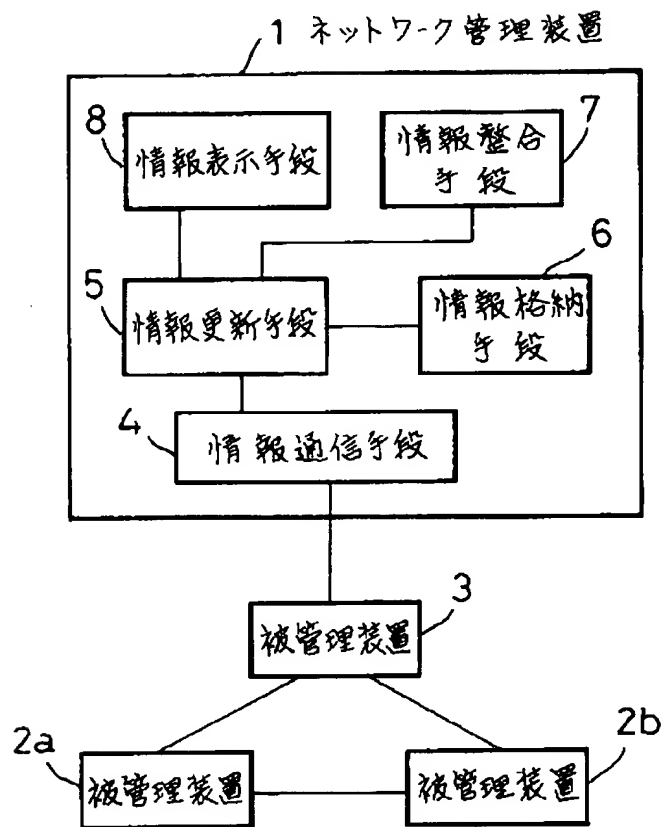 1 ネットワーク管理装置
8
情報表示手段
7
情報整合
手段
5
情報更新手段
6
情報格納
手段
4
情報通信手段
3
被管理装置
2a
被管理装置
2b
被管理装置